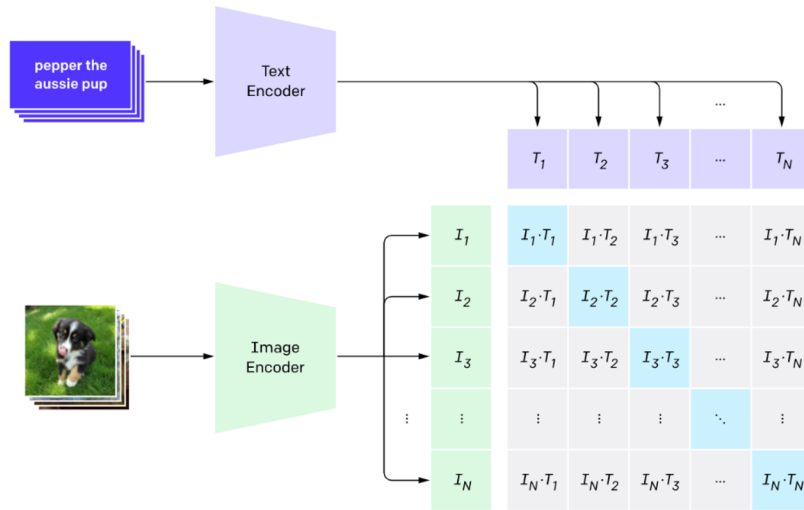 pepper the
aussie pup
Text
Encoder
...
T1 T2 T3 ... TN
I1 I1·T1 I1·T2 I1·T3 ... I1·TN
I2 I2·T1 I2·T2 I2·T3 ... I2·TN
Image
Encoder
I3 I3·T1 I3·T2 I3·T3 ... I3·TN
⋮ ⋮ ⋮ ⋮ ⋮ ⋱ ⋮
IN IN·T1 IN·T2 IN·T3 ... IN·TN